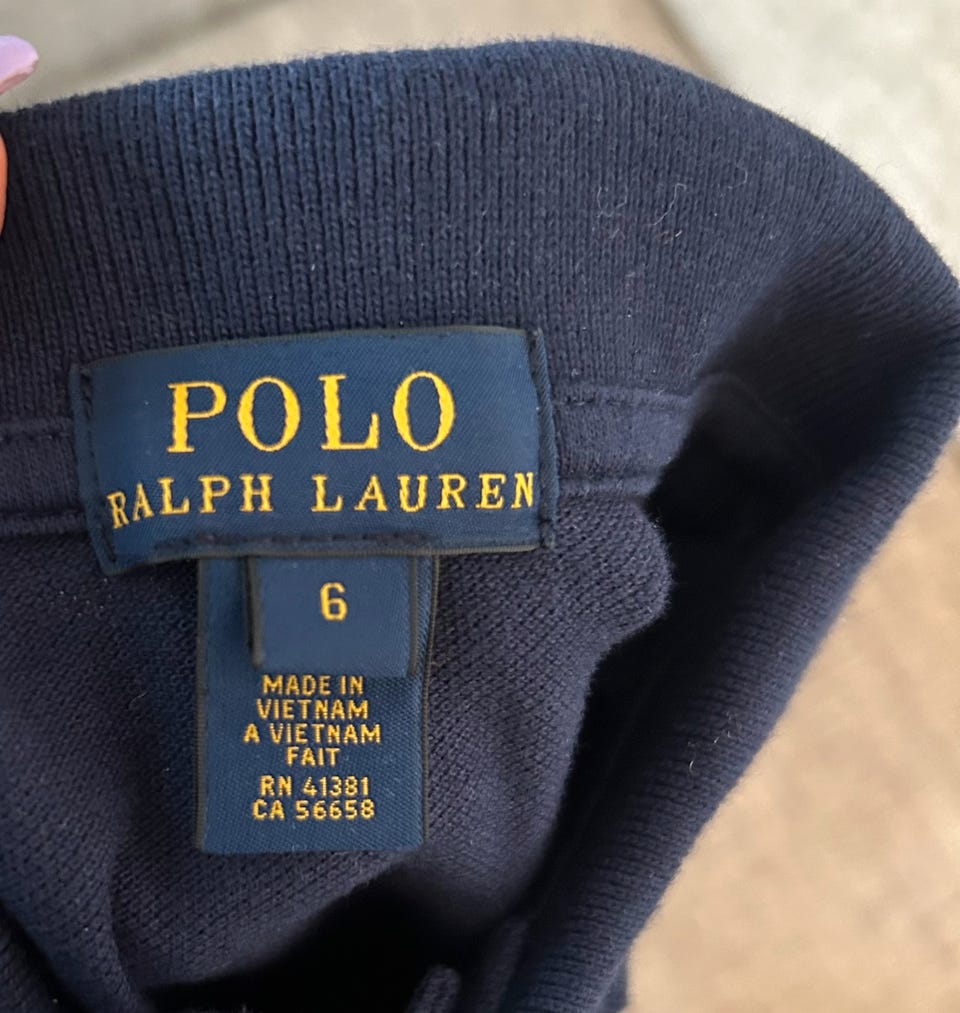 POLO
RALPH LAUREN
6
MADE IN
VIETNAM
A VIETNAM
FAIT
RN 41381
CA 56658